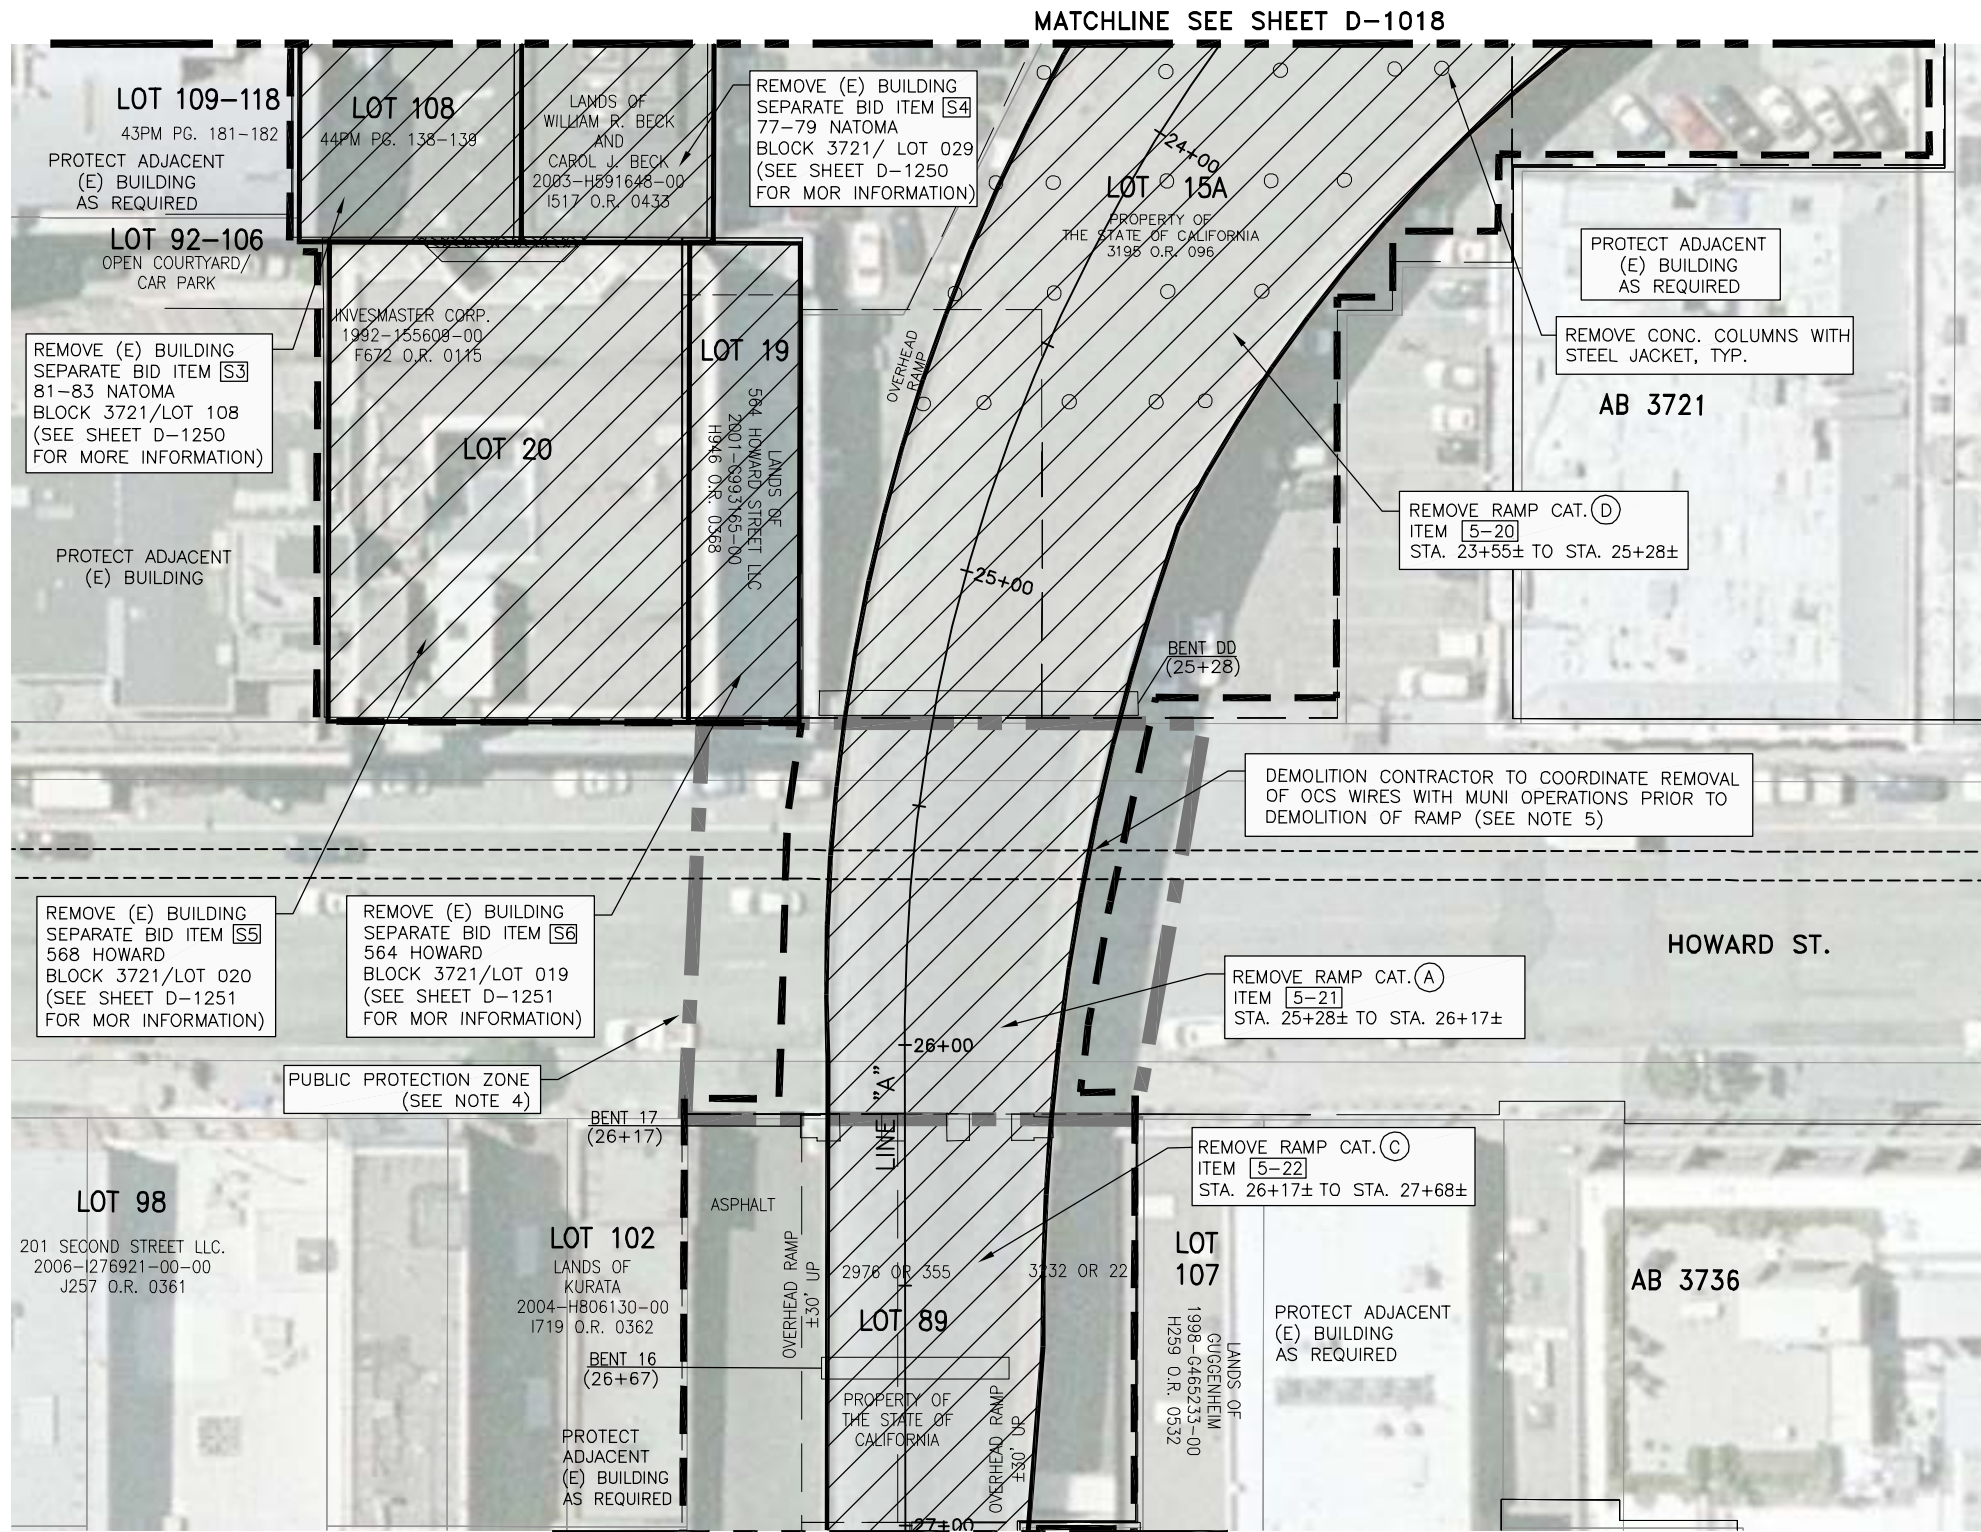 MATCHLINE SEE SHEET D-1018
LOT 109-118
43PM PG. 181-182
PROTECT ADJACENT
(E) BUILDING
AS REQUIRED
LOT 108
44PM PG. 138-139
LANDS OF
WILLIAM R. BECK
AND
CAROL J. BECK
2003-H591648-00
I517 O.R. 0433
REMOVE (E) BUILDING
SEPARATE BID ITEM S4
77-79 NATOMA
BLOCK 3721/ LOT 029
(SEE SHEET D-1250
FOR MOR INFORMATION)
24+00
LOT 15A
PROPERTY OF
THE STATE OF CALIFORNIA
3195 O.R. 096
LOT 92-106
OPEN COURTYARD/
CAR PARK
PROTECT ADJACENT
(E) BUILDING
AS REQUIRED
REMOVE CONC. COLUMNS WITH
STEEL JACKET, TYP.
AB 3721
INVESMASTER CORP.
1992-155609-00
F672 O.R. 0115
REMOVE (E) BUILDING
SEPARATE BID ITEM S3
81-83 NATOMA
BLOCK 3721/LOT 108
(SEE SHEET D-1250
FOR MORE INFORMATION)
LOT 19
LANDS OF
564 HOWARD STREET LLC
2001-G993165-00
H946 O.R. 0368
OVERHEAD
RAMP
LOT 20
PROTECT ADJACENT
(E) BUILDING
REMOVE RAMP CAT. D
ITEM 5-20
STA. 23+55± TO STA. 25+28±
25+00
BENT DD
(25+28)
DEMOLITION CONTRACTOR TO COORDINATE REMOVAL
OF OCS WIRES WITH MUNI OPERATIONS PRIOR TO
DEMOLITION OF RAMP (SEE NOTE 5)
REMOVE (E) BUILDING
SEPARATE BID ITEM S5
568 HOWARD
BLOCK 3721/LOT 020
(SEE SHEET D-1251
FOR MOR INFORMATION)
REMOVE (E) BUILDING
SEPARATE BID ITEM S6
564 HOWARD
BLOCK 3721/LOT 019
(SEE SHEET D-1251
FOR MOR INFORMATION)
HOWARD ST.
REMOVE RAMP CAT. A
ITEM 5-21
STA. 25+28± TO STA. 26+17±
26+00
LINE "A"
PUBLIC PROTECTION ZONE
(SEE NOTE 4)
BENT 17
(26+17)
REMOVE RAMP CAT. C
ITEM 5-22
STA. 26+17± TO STA. 27+68±
LOT 98
201 SECOND STREET LLC.
2006-I276921-00-00
J257 O.R. 0361
ASPHALT
LOT 102
LANDS OF
KURATA
2004-H806130-00
I719 O.R. 0362
OVERHEAD RAMP
±30' UP
2976 OR 355
3232 OR 22
LOT 89
LOT
107
LANDS OF
GUGGENHEIM
1998-G465233-00
H259 O.R. 0532
AB 3736
PROTECT ADJACENT
(E) BUILDING
AS REQUIRED
BENT 16
(26+67)
PROPERTY OF
THE STATE OF
CALIFORNIA
OVERHEAD RAMP
±30' UP
PROTECT
ADJACENT
(E) BUILDING
AS REQUIRED
27+00